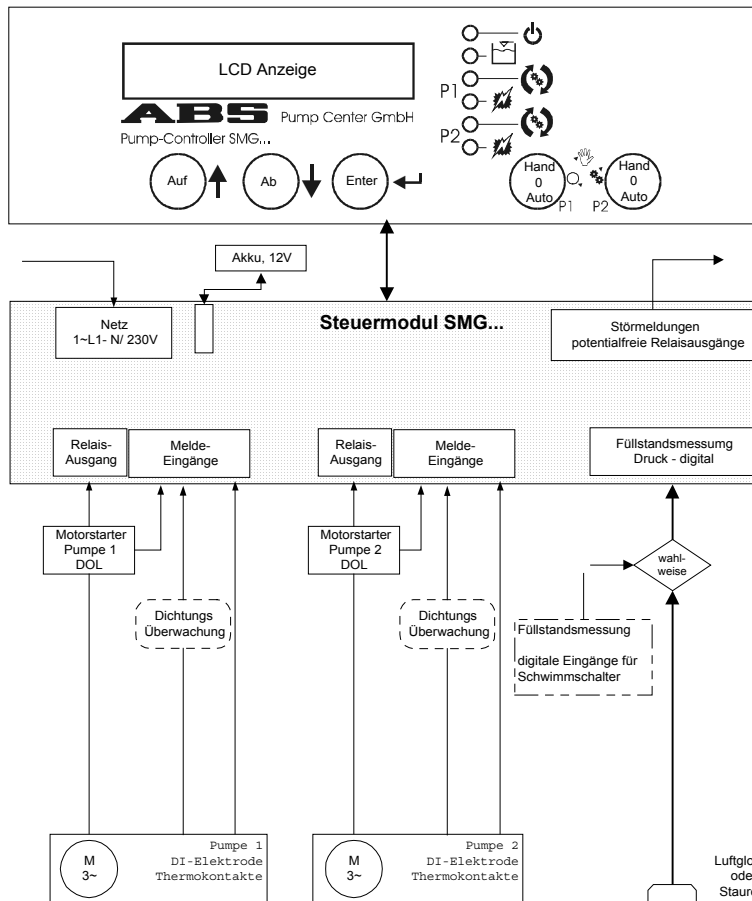 LCD Anzeige
ABS Pump Center GmbH
Pump-Controller SMG...
P1
P2
Auf
Ab
Enter
Hand
0
Auto
P1
P2
Hand
0
Auto
Akku, 12V
Netz
1~L1- N/ 230V
Steuermodul SMG...
Störmeldungen
potentialfreie Relaisausgänge
Relais-
Ausgang
Melde-
Eingänge
Relais-
Ausgang
Melde-
Eingänge
Füllstandsmessumg
Druck - digital
Motorstarter
Pumpe 1
DOL
Motorstarter
Pumpe 2
DOL
wahl-
weise
Dichtungs
Überwachung
Dichtungs
Überwachung
Füllstandsmessung
digitale Eingänge für
Schwimmschalter
M
3~
Pumpe 1
DI-Elektrode
Thermokontakte
M
3~
Pumpe 2
DI-Elektrode
Thermokontakte
Luftglo
ode
Staure